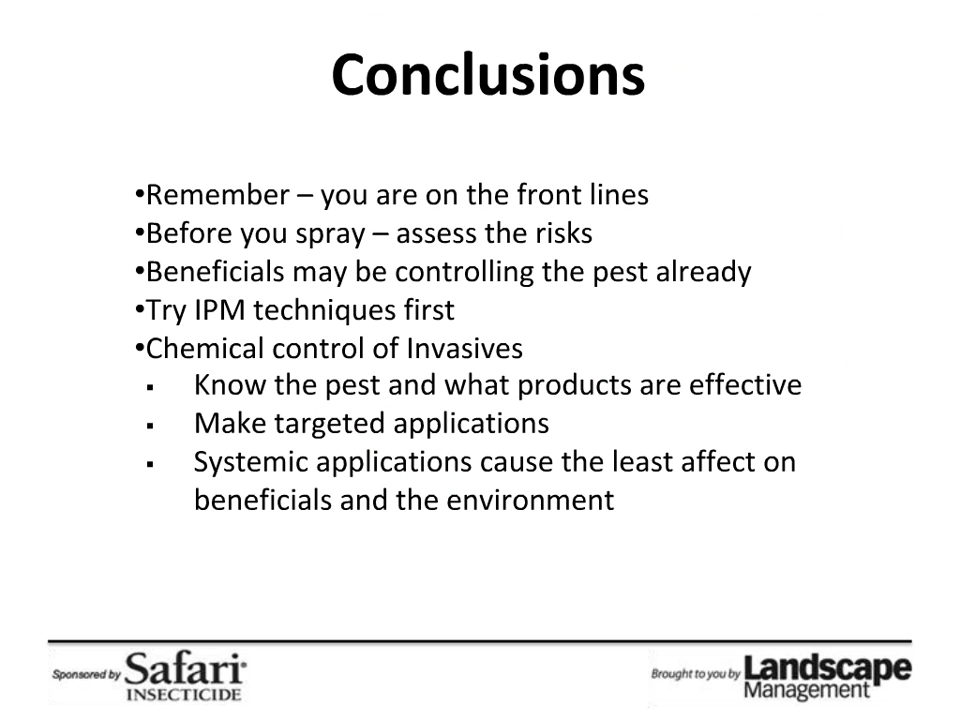 Conclusions
•Remember – you are on the front lines
•Before you spray – assess the risks
•Beneficials may be controlling the pest already
•Try IPM techniques first
•Chemical control of Invasives
▪ Know the pest and what products are effective
▪ Make targeted applications
▪ Systemic applications cause the least affect on
beneficials and the environment
Sponsored by Safari®
INSECTICIDE
Brought to you by Landscape
Management